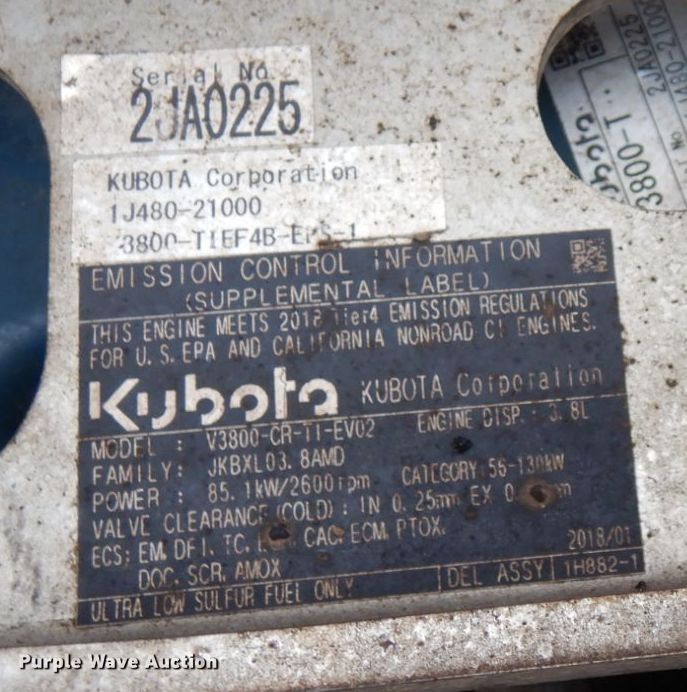 Serial No.
2JA0225
KUBOTA Corporation
1J480-21000
3800-TIEF4B-EPS-1
EMISSION CONTROL INFORMATION
(SUPPLEMENTAL LABEL)
THIS ENGINE MEETS 2018 Tier4 EMISSION REGULATIONS
FOR U.S. EPA AND CALIFORNIA NONROAD CI ENGINES.
Kubota KUBOTA Corporation
MODEL : V3800-CR-TI-EV02 ENGINE DISP. : 3.8L
FAMILY: JKBXL03.8AMD
POWER : 85.1kW/2600rpm CATEGORY:56-130kW
VALVE CLEARANCE(COLD): IN 0.25mm EX
ECS; EM, DFI, TC, CAC, ECM, PTOX,
DOC, SCR, AMOX 2018/01
ULTRA LOW SULFUR FUEL ONLY DEL ASSY 1H882-1
2JA0225
J480-2100
3800-T
ubota
Purple Wave Auction